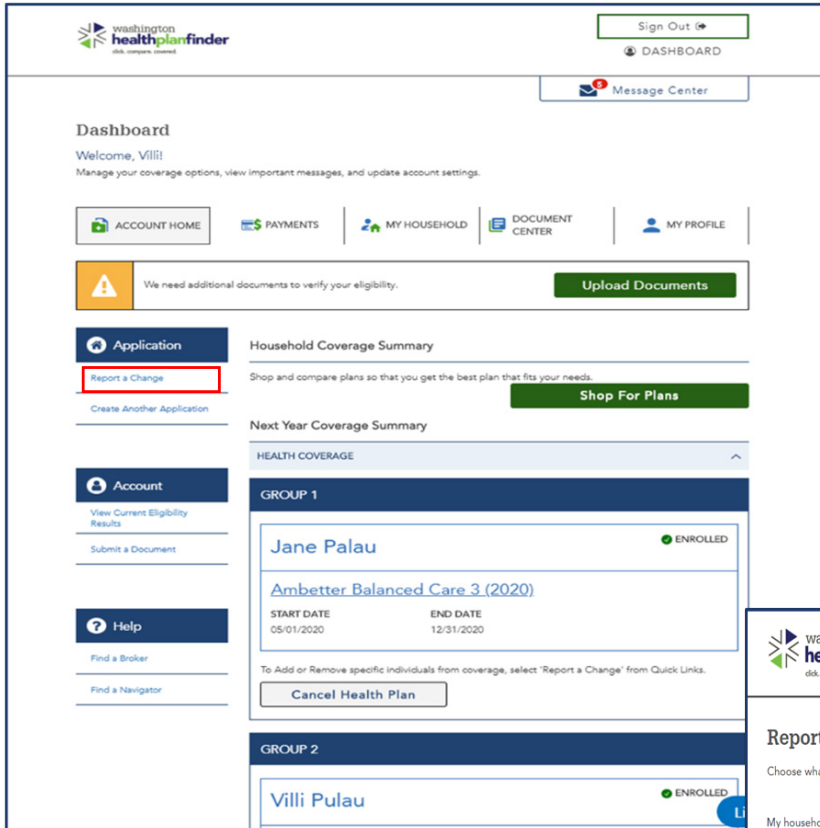 washington
healthplanfinder
click. compare. covered.
Sign Out
DASHBOARD
5
Message Center
Dashboard
Welcome, Villi!
Manage your coverage options, view important messages, and update account settings.
ACCOUNT HOME
PAYMENTS
MY HOUSEHOLD
DOCUMENT
CENTER
MY PROFILE
We need additional documents to verify your eligibility.
Upload Documents
Application
Report a Change
Create Another Application
Household Coverage Summary
Shop and compare plans so that you get the best plan that fits your needs.
Shop For Plans
Next Year Coverage Summary
HEALTH COVERAGE
Account
View Current Eligibility
Results
Submit a Document
Help
Find a Broker
Find a Navigator
GROUP 1
Jane Palau
ENROLLED
Ambetter Balanced Care 3 (2020)
START DATE END DATE
05/01/2020 12/31/2020
To Add or Remove specific individuals from coverage, select 'Report a Change' from Quick Links.
Cancel Health Plan
GROUP 2
Villi Pulau
ENROLLED
Li
wa
he
click.
Report
Choose wha
My househo